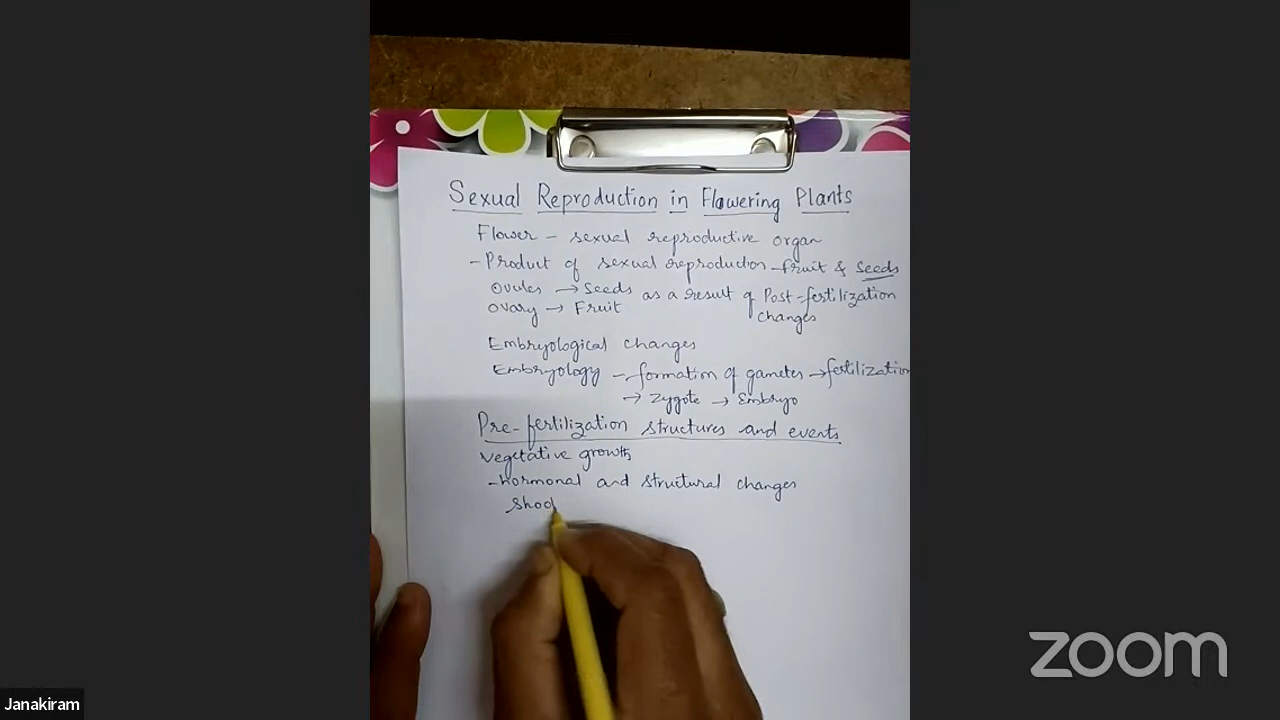 Sexual Reproduction in Flowering Plants
Flower - sexual reproductive organ
- Product of sexual reproduction - fruit & seeds
Ovules → Seeds as a result of Post-fertilization
Ovary → Fruit changes
Embryological changes
Embryology - formation of gametes → fertilization
→ Zygote → Embryo
Pre-fertilization structures and events
Vegetative growth
- hormonal and structural changes
Shoo
Janakiram
zoom